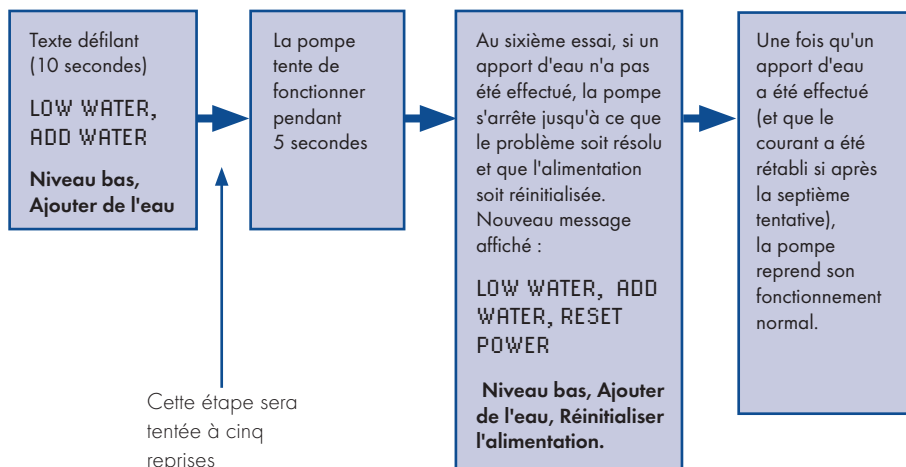 Texte défilant
(10 secondes)
LOW WATER,
ADD WATER
Niveau bas,
Ajouter de l'eau
La pompe
tente de
fonctionner
pendant
5 secondes
Au sixième essai, si un
apport d'eau n'a pas
été effectué, la pompe
s'arrête jusqu'à ce que
le problème soit résolu
et que l'alimentation
soit réinitialisée.
Nouveau message
affiché :
LOW WATER, ADD
WATER, RESET
POWER
Niveau bas, Ajouter
de l'eau, Réinitialiser
l'alimentation.
Une fois qu'un
apport d'eau
a été effectué
(et que le
courant a été
rétabli si après
la septième
tentative),
la pompe
reprend son
fonctionnement
normal.
Cette étape sera
tentée à cinq
reprises